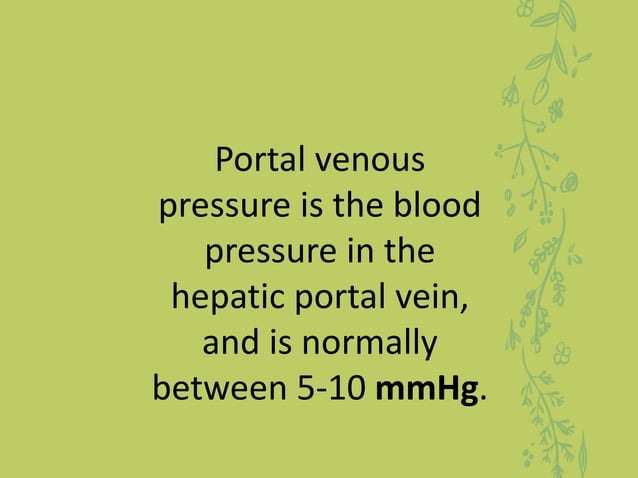 Portal venous
pressure is the blood
pressure in the
hepatic portal vein,
and is normally
between 5-10 mmHg.